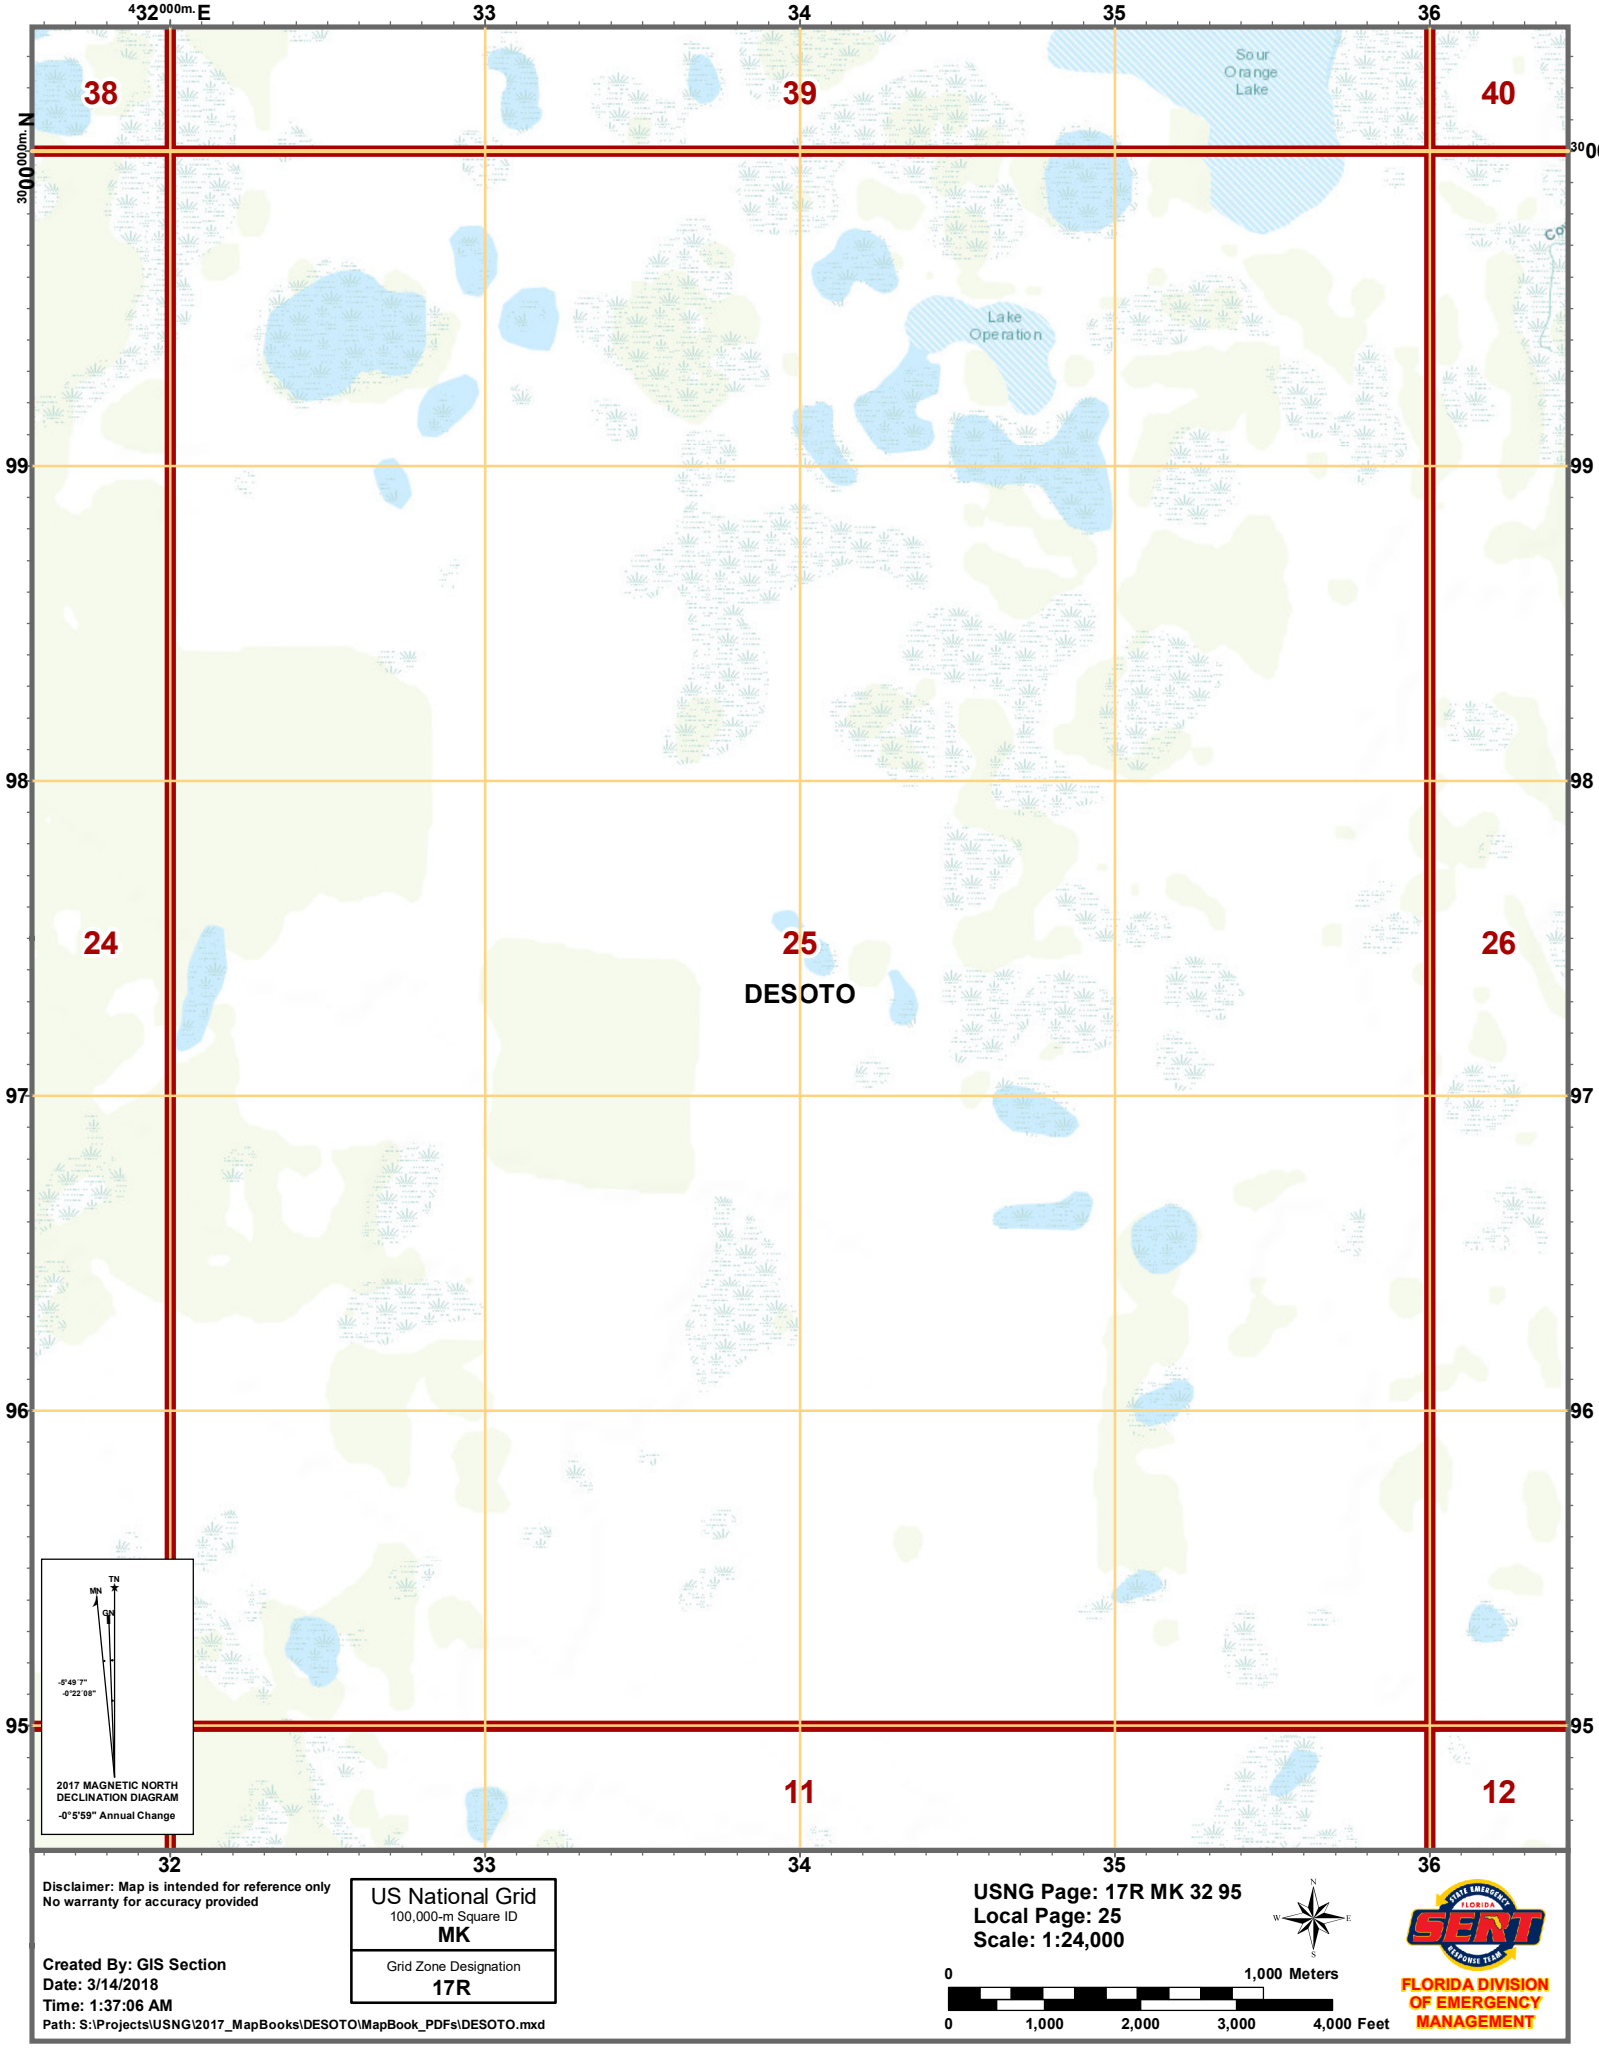 432000m.E 33 34 35 36
38 39 40
Sour
Orange
Lake
3000000m.N
3000
Lake
Operation
99 99
98 98
24 25 26
DESOTO
97 97
96 96
TN
MN
GN
-5°49'7"
-0°22'08"
95 95
2017 MAGNETIC NORTH
DECLINATION DIAGRAM
-0°5'59" Annual Change
11 12
32 33 34 35 36
Disclaimer: Map is intended for reference only
No warranty for accuracy provided
Created By: GIS Section
Date: 3/14/2018
Time: 1:37:06 AM
Path: S:\Projects\USNG\2017_MapBooks\DESOTO\MapBook_PDFs\DESOTO.mxd
US National Grid
100,000-m Square ID
MK
Grid Zone Designation
17R
USNG Page: 17R MK 32 95
Local Page: 25
Scale: 1:24,000
N
W E
S
0 1,000 Meters
0 1,000 2,000 3,000 4,000 Feet
STATE EMERGENCY
FLORIDA
SERT
RESPONSE TEAM
FLORIDA DIVISION
OF EMERGENCY
MANAGEMENT